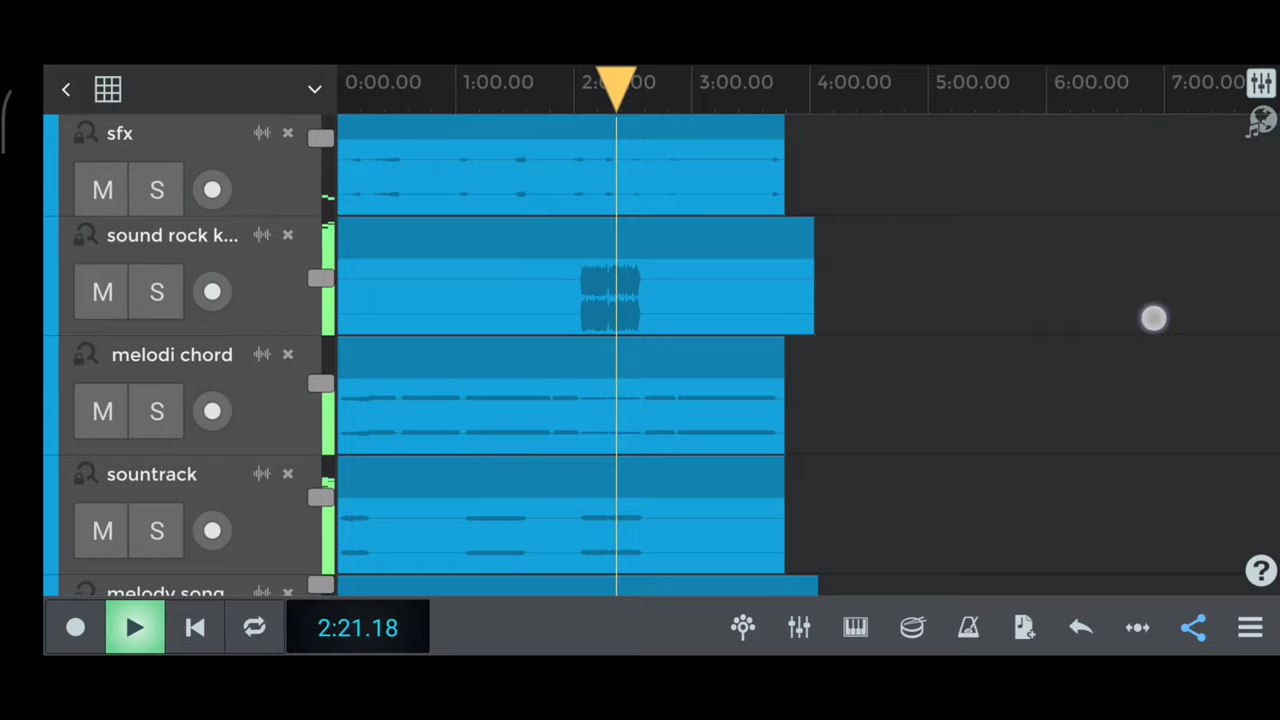 0:00.00 1:00.00 2:00.00 3:00.00 4:00.00 5:00.00 6:00.00 7:00.00
sfx
M S
sound rock k...
M S
melodi chord
M S
sountrack
M S
melody song
2:21.18
?